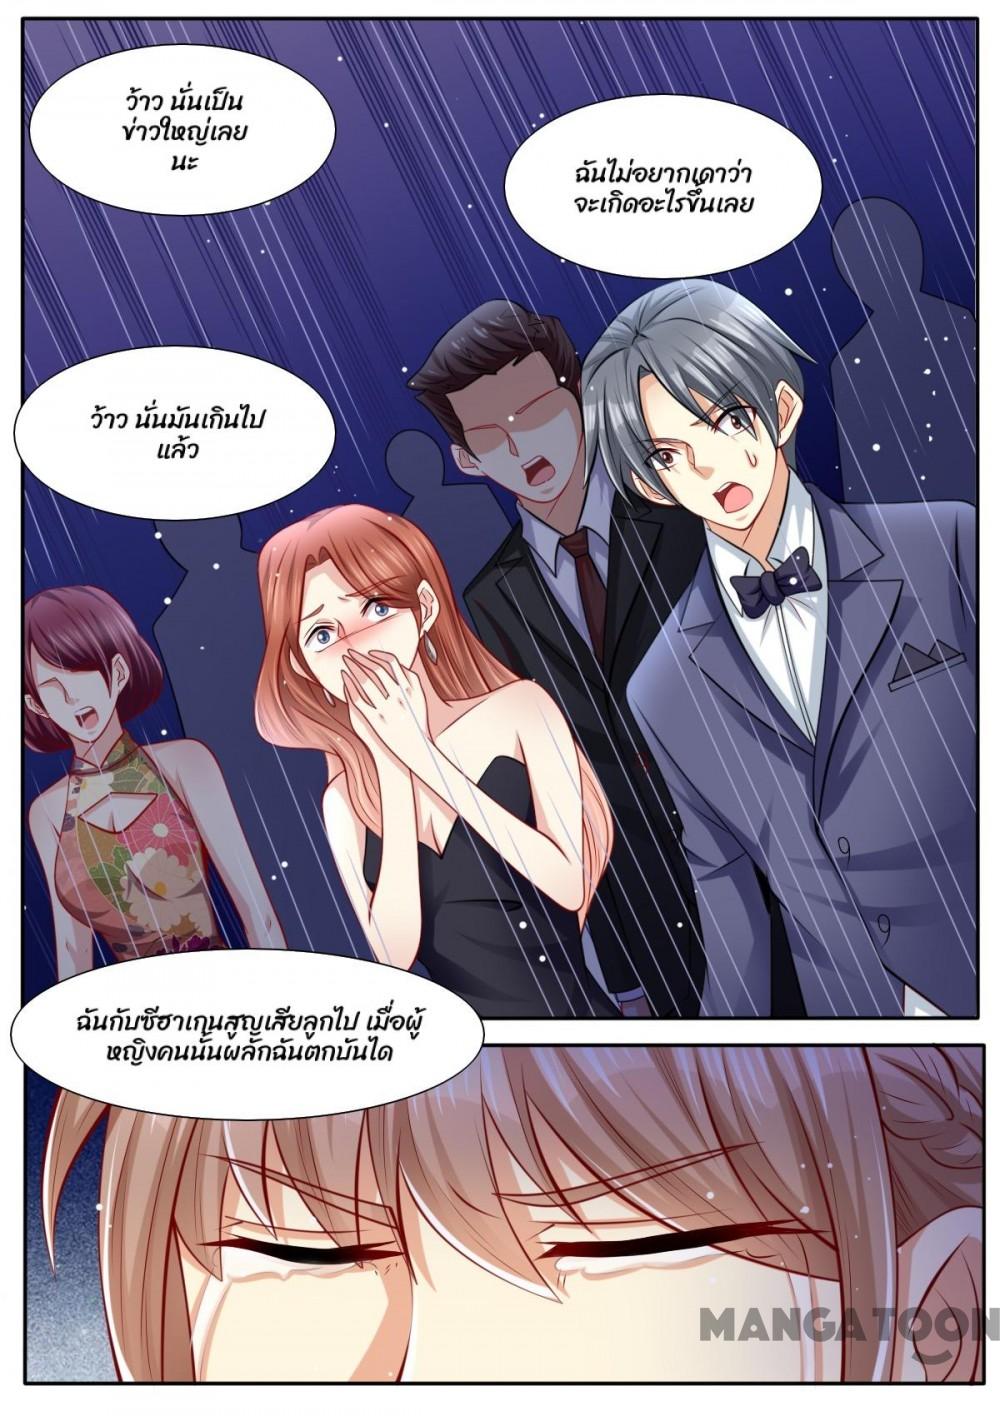 ว้าว นั่นเป็น
ข่าวใหญ่เลย
นะ
ฉันไม่อยากเดาว่า
จะเกิดอะไรขึ้นเลย
ว้าว นั่นมันเกินไป
แล้ว
ฉันกับซีฮาเกนสูญเสียลูกไป เมื่อผู้
หญิงคนนั้นผลักฉันตกบันได
MANGATOON